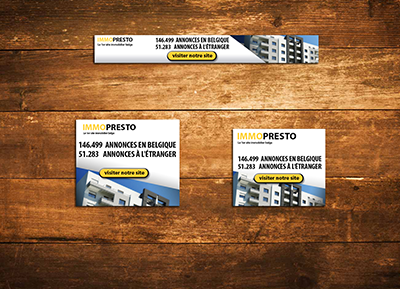 IMMOPRESTO
Le 1er site immobilier belge
146.499 ANNONCES EN BELGIQUE
51.283 ANNONCES À L'ÉTRANGER
visiter notre site
IMMOPRESTO
Le 1er site immobilier belge
146.499 ANNONCES EN BELGIQUE
51.283 ANNONCES À L'ÉTRANGER
visiter notre site
IMMOPRESTO
Le 1er site immobilier belge
146.499 ANNONCES EN BELGIQUE
51.283 ANNONCES À L'ÉTRANGER
visiter notre site